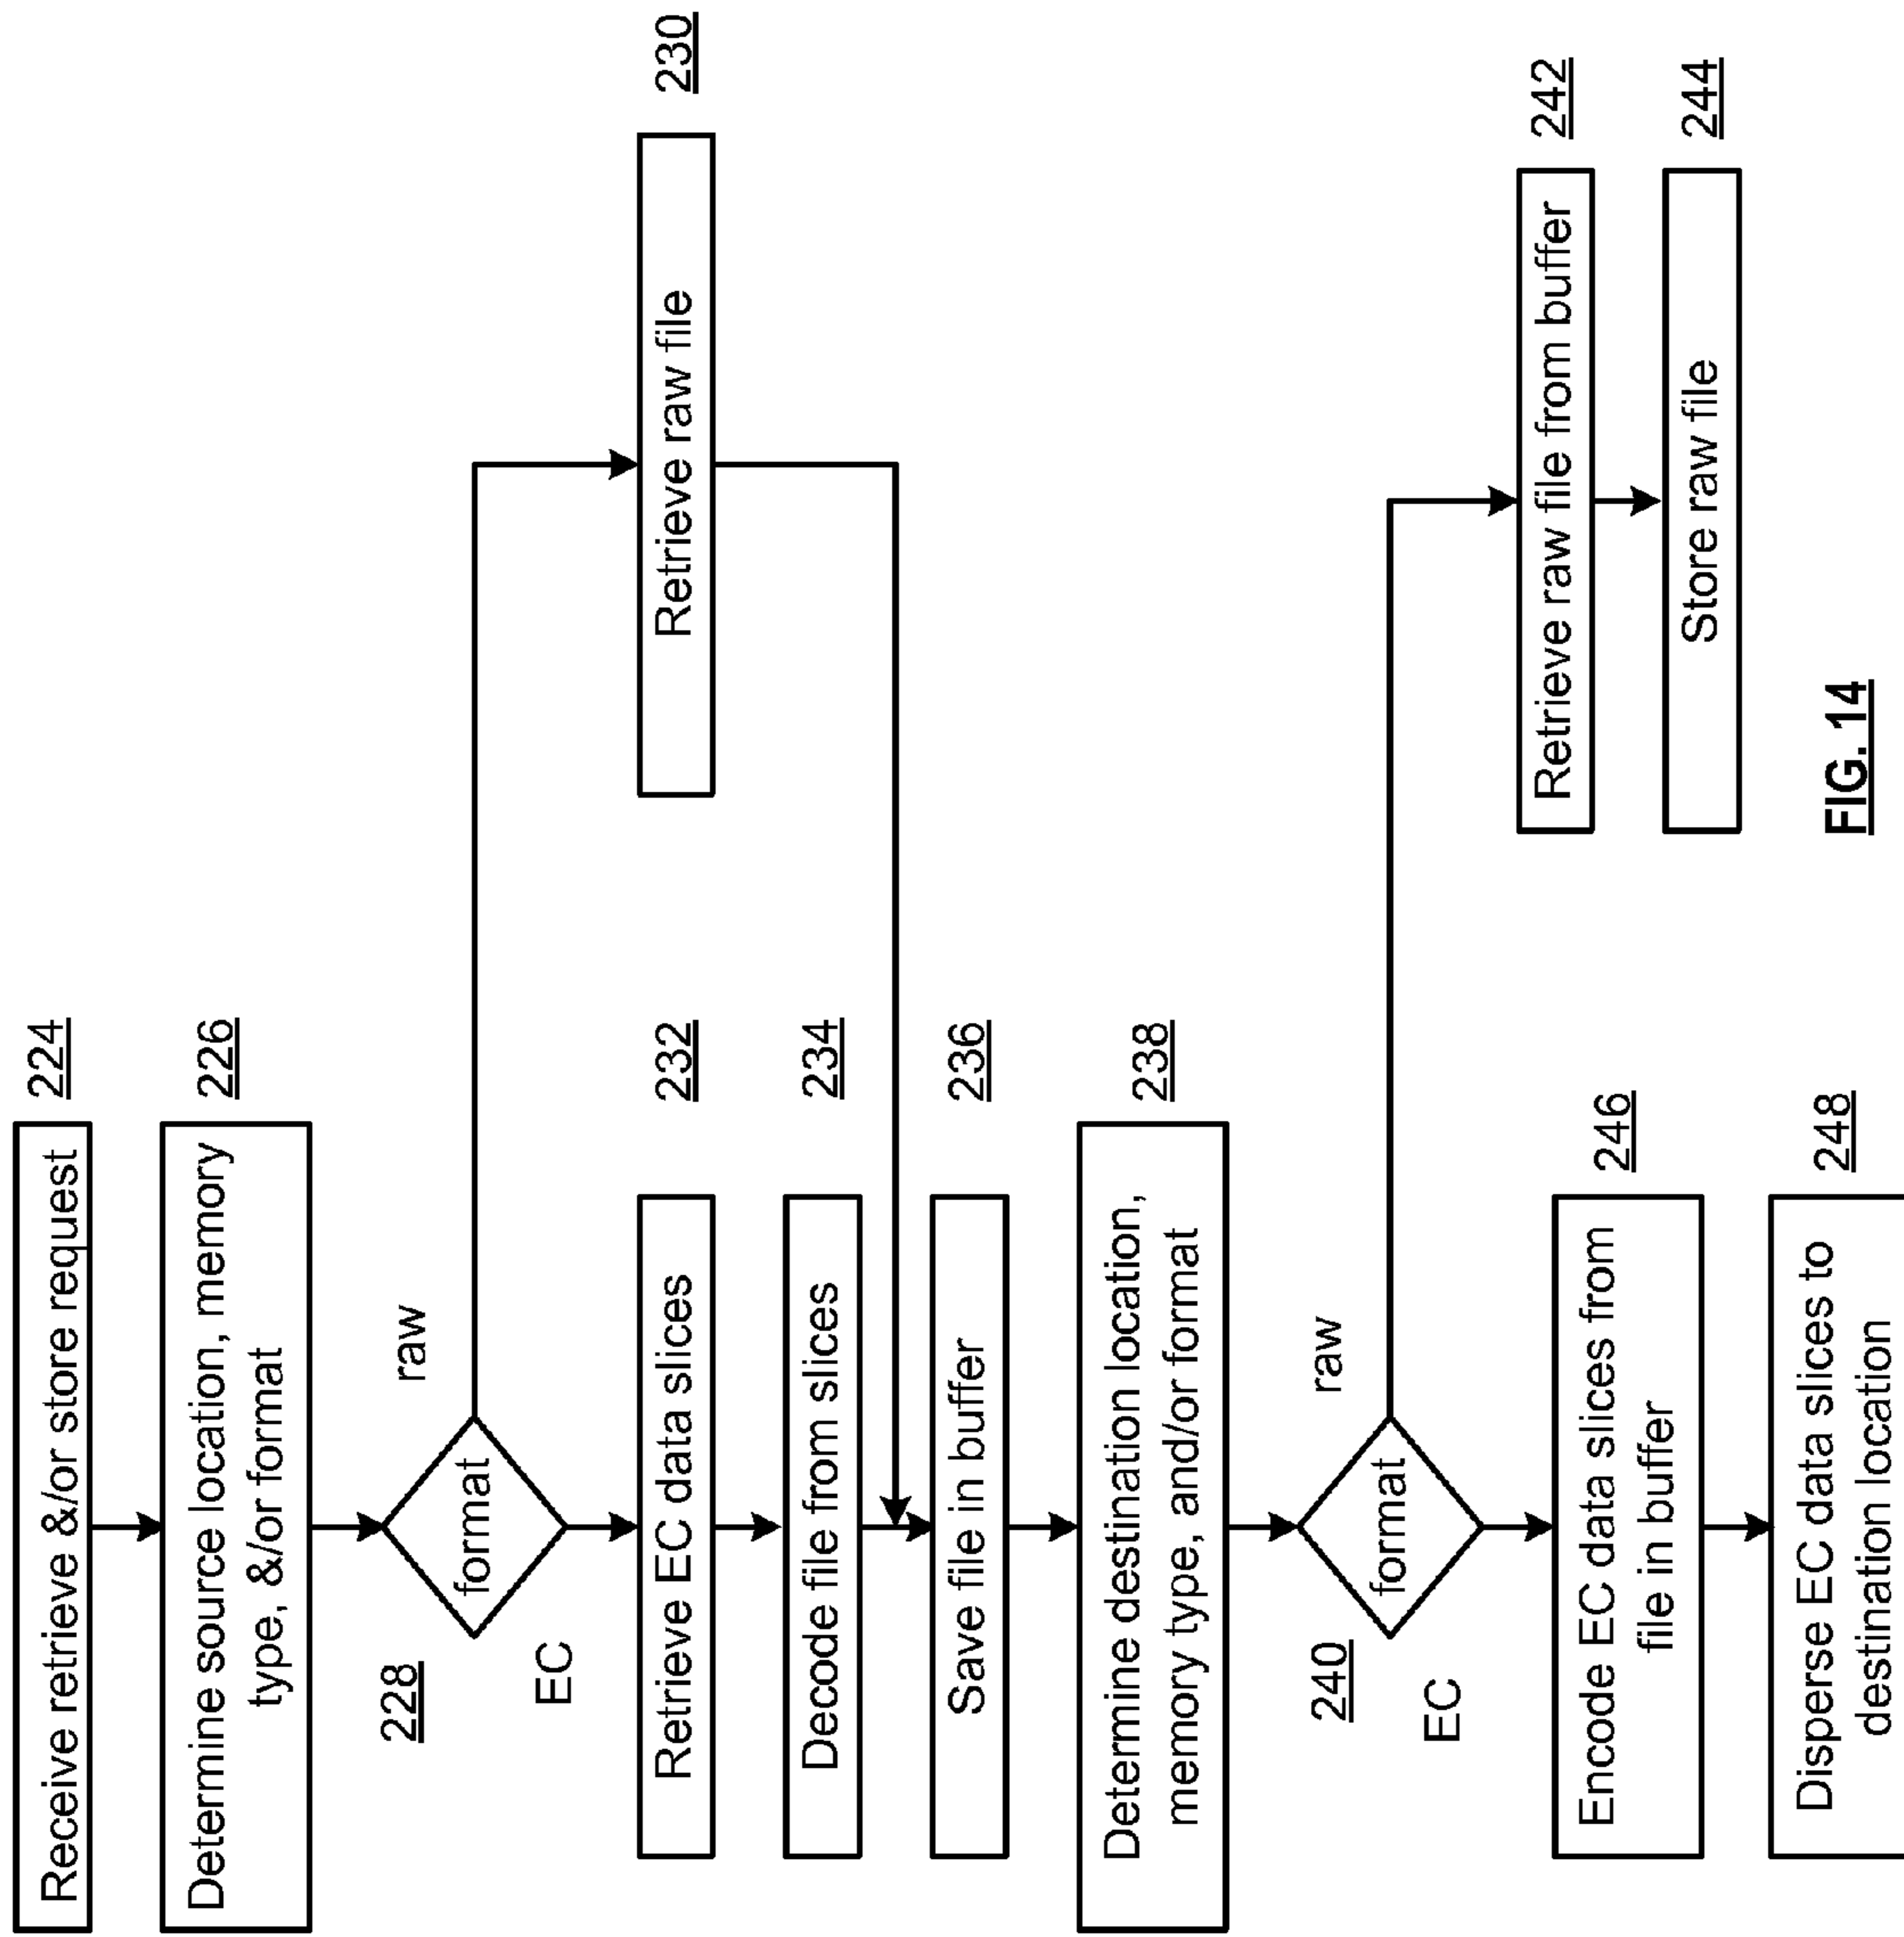 224
Receive retrieve &/or store request
226
Determine source location, memory
type, &/or format
228
format
raw
EC
230
Retrieve raw file
232
Retrieve EC data slices
234
Decode file from slices
236
Save file in buffer
238
Determine destination location,
memory type, and/or format
240
format
raw
EC
242
Retrieve raw file from buffer
244
Store raw file
246
Encode EC data slices from
file in buffer
248
Disperse EC data slices to
destination location
FIG. 14